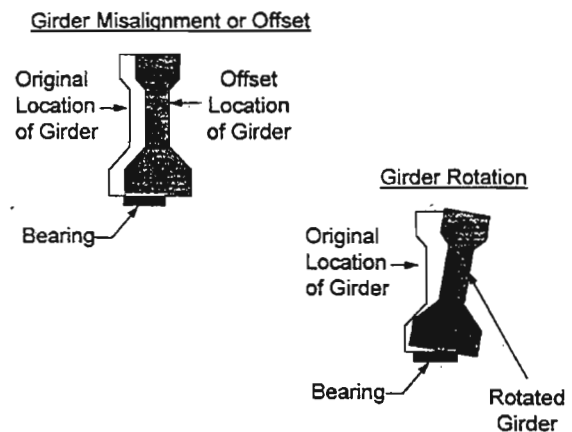 Girder Misalignment or Offset
Original
Location
of Girder
Offset
Location
of Girder
Bearing
Girder Rotation
Original
Location
of Girder
Bearing
Rotated
Girder